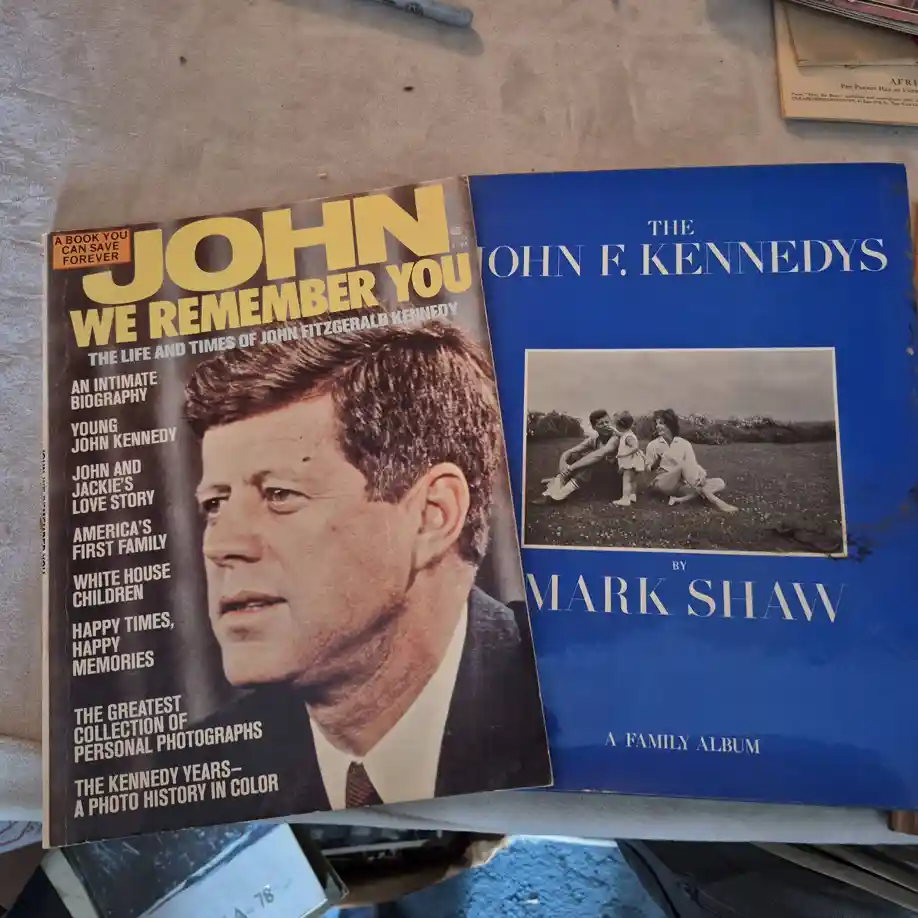 A BOOK YOU
CAN SAVE
FOREVER
JOHN
WE REMEMBER YOU
THE LIFE AND TIMES OF JOHN FITZGERALD KENNEDY
AN INTIMATE
BIOGRAPHY
YOUNG
JOHN KENNEDY
JOHN AND
JACKIE'S
LOVE STORY
AMERICA'S
FIRST FAMILY
WHITE HOUSE
CHILDREN
HAPPY TIMES,
HAPPY
MEMORIES
THE GREATEST
COLLECTION OF
PERSONAL PHOTOGRAPHS
THE KENNEDY YEARS–
A PHOTO HISTORY IN COLOR
THE
JOHN F. KENNEDYS
BY
MARK SHAW
A FAMILY ALBUM
AFRI